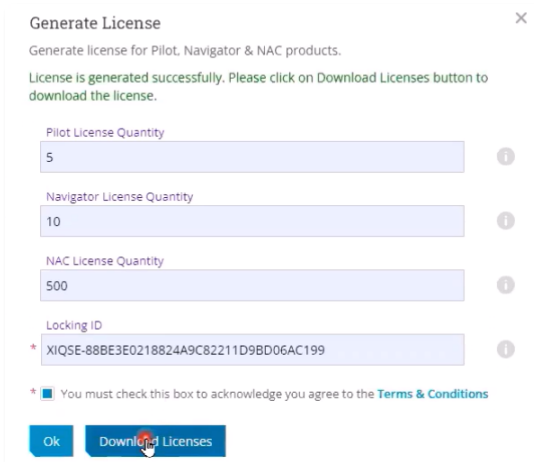 Generate License
Generate license for Pilot, Navigator & NAC products.
License is generated successfully. Please click on Download Licenses button to
download the license.
Pilot License Quantity
5
Navigator License Quantity
10
NAC License Quantity
500
Locking ID
* XIQSE-88BE3E0218824A9C82211D9BD06AC199
* You must check this box to acknowledge you agree to the Terms & Conditions
Ok Download Licenses